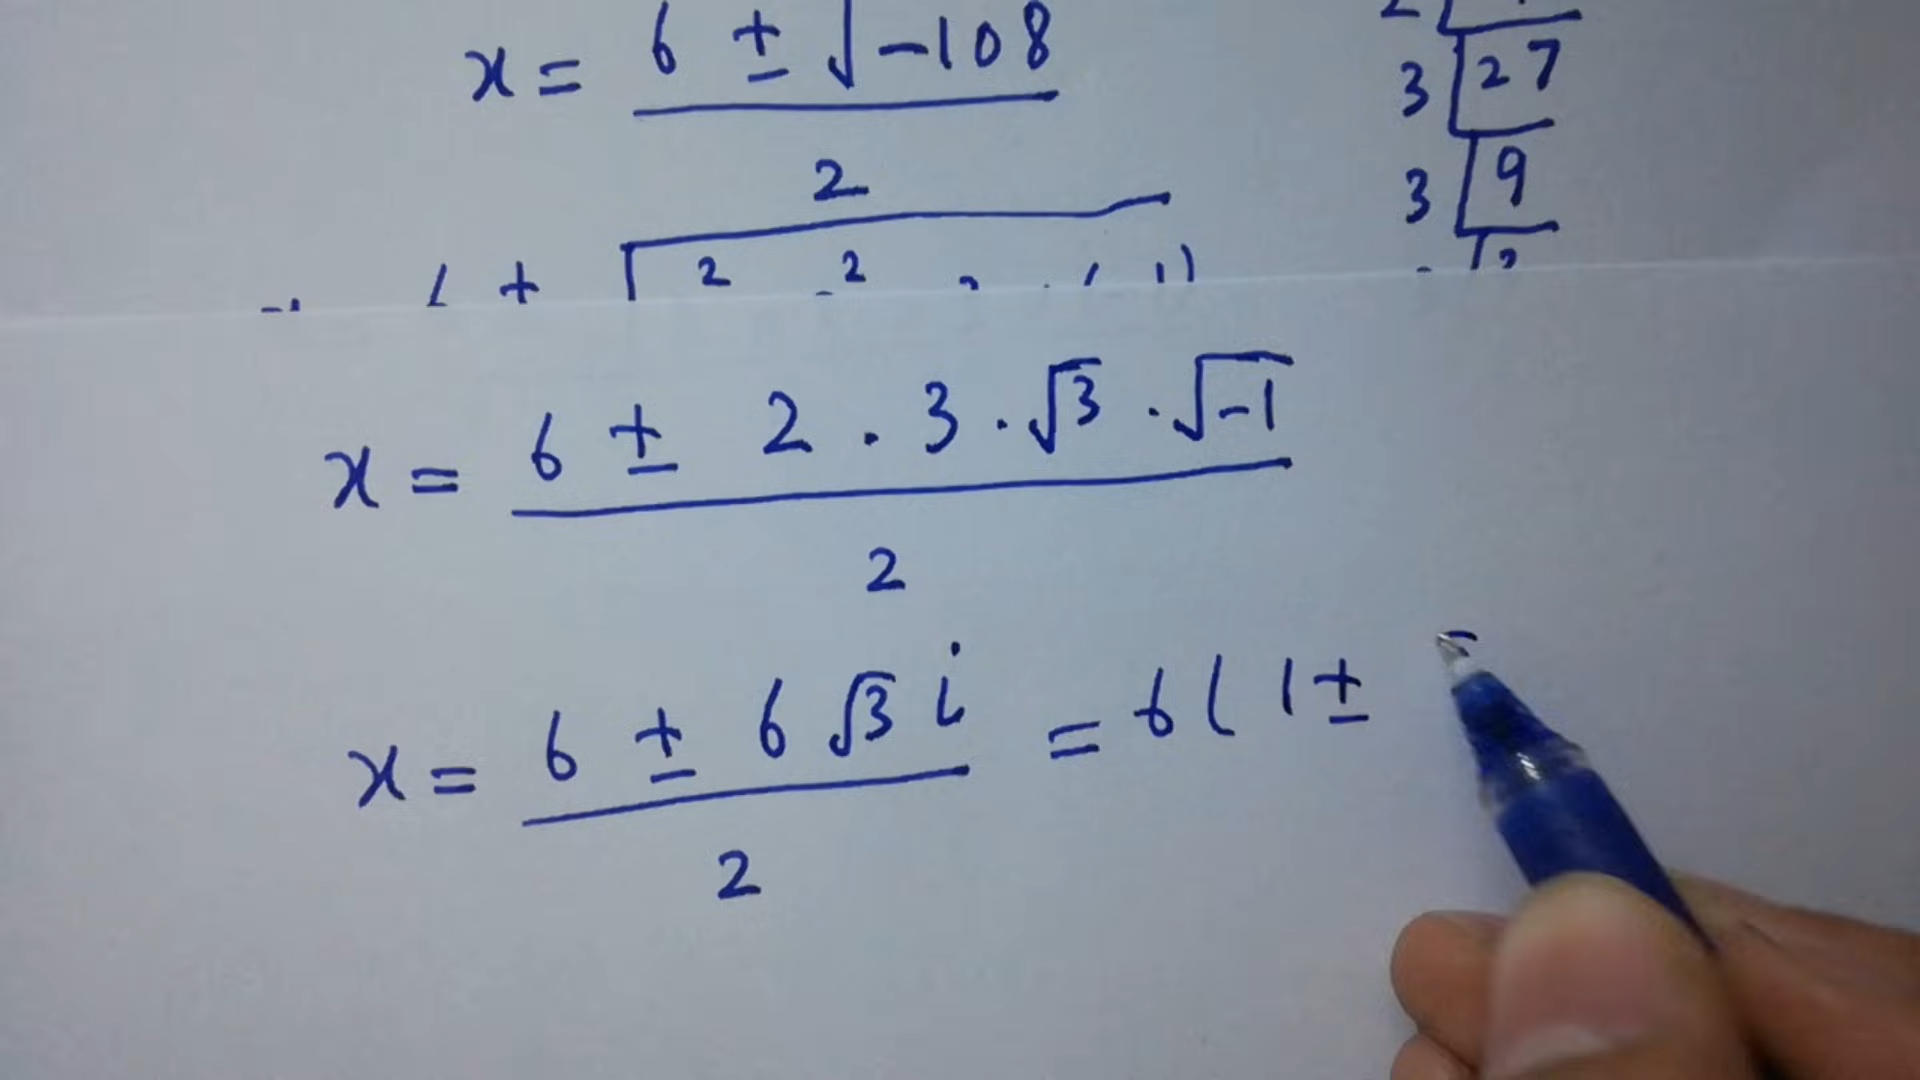 x = 6 ± √-108
2
3 27
3 9
x = 6 ± 2 . 3 . √3 . √-1
2
x = 6 ± 6 √3 i = 6 ( 1 ±
2